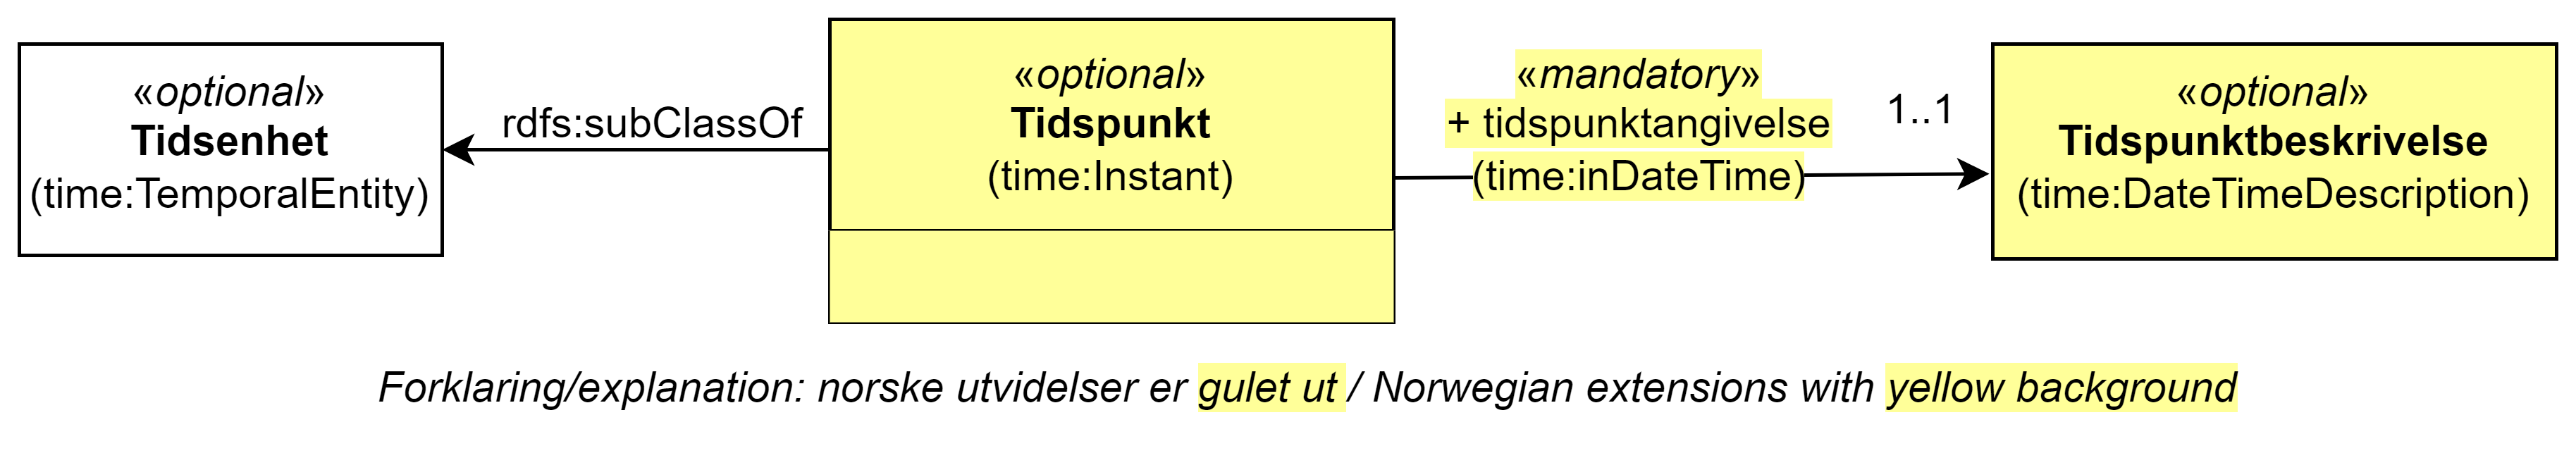 «optional»
Tidsenhet
(time:TemporalEntity)
rdfs:subClassOf
«optional»
Tidspunkt
(time:Instant)
«mandatory»
+ tidspunktangivelse
(time:inDateTime)
1..1
«optional»
Tidspunktbeskrivelse
(time:DateTimeDescription)
Forklaring/explanation: norske utvidelser er gulet ut / Norwegian extensions with yellow background